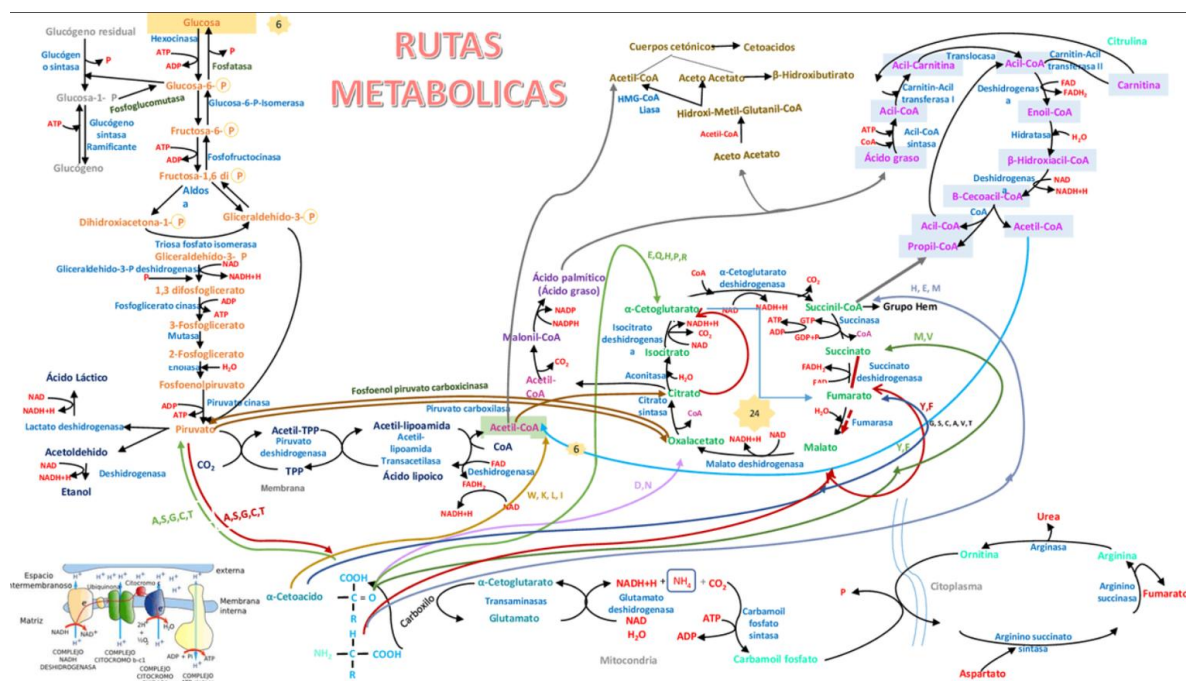 RUTAS
METABOLICAS
Glucógeno residual
Glucógen
o sintasa
P
Glucosa-1- P
Fosfoglucomutasa
ATP
Glucógeno
sintasa
Ramificante
Glucógeno
Glucosa
6
Hexocinasa
ATP
ADP
P
Fosfatasa
Glucosa-6- P
Glucosa-6-P-Isomerasa
Fructosa-6- P
ATP
ADP
Fosfofructocinasa
Fructosa-1,6 di P
Aldos
a
Dihidroxiacetona-1- P
Gliceraldehido-3- P
Triosa fosfato isomerasa
Gliceraldehido-3- P
Gliceraldehido-3-P deshidrogenasa
NAD
P
NADH+H
1,3 difosfoglicerato
Fosfoglicerato cinasa
ADP
ATP
3-Fosfoglicerato
Mutasa
2-Fosfoglicerato
Enolasa
H₂O
Fosfoenolpiruvato
ADP
ATP
Piruvato cinasa
Piruvato
Ácido Láctico
NAD
NADH+H
Lactato deshidrogenasa
Acetoldehido
NAD
NADH+H
Deshidrogenasa
Etanol
CO₂
Acetil-TPP
Piruvato
deshidrogenasa
TPP
Membrana
Acetil-lipoamida
Acetil-
lipoamida
Transacetilasa
Ácido lipoico
Acetil-CoA
CoA
FAD
Deshidrogenasa
FADH₂
NADH+H
NAD
Fosfoenol piruvato carboxicinasa
Piruvato carboxilasa
A,S,G,C,T
A,S,G,C,T
W, K, L, I
D,N
6
Cuerpos cetónicos
Cetoacidos
Acetil-CoA
Aceto Acetato
β-Hidroxibutirato
HMG-CoA
Liasa
Hidroxi-Metil-Glutanil-CoA
Acetil-CoA
Aceto Acetato
Ácido palmítico
(Ácido graso)
NADP
NADPH
Malonil-CoA
CO₂
Acetil-
CoA
E,Q,H,P,R
α-Cetoglutarato
CoA
α-Cetoglutarato
deshidrogenasa
NAD
NADH+H
CO₂
Succinil-CoA
Grupo Hem
H, E, M
Isocitrato
deshidrogenas
a
NADH+H
CO₂
NAD
Isocitrato
Aconitasa
H₂O
Citrato
Citrato
sintasa
CoA
Oxalacetato
24
NADH+H
NAD
Malato deshidrogenasa
Malato
ATP
ADP
GTP
GDP+P
Succinasa
CoA
Succinato
M,V
FADH₂
FAD
Succinato
deshidrogenasa
Fumarato
H₂O
Fumarasa
Y,F
G, S, C, A, V, T
Y,F
Citrulina
Acil-Carnitina
Translocasa
Acil-CoA
Carnitin-Acil
transferasa II
Carnitina
Carnitin-Acil
transferasa I
Acil-CoA
ATP
CoA
Acil-CoA
sintasa
Ácido graso
Deshidrogenas
a
FAD
FADH₂
Enoil-CoA
Hidratasa
H₂O
β-Hidroxiacil-CoA
Deshidrogenas
a
NAD
NADH+H
B-Cecoacil-CoA
CoA
Acil-CoA
Acetil-CoA
Propil-CoA
Espacio
intermembranoso
externa
Membrana
interna
Matriz
H⁺
Ubiquinona
Citocromo c
e
NADH
NAD⁺
H⁺
2H⁺
+
½O₂
H₂O
ADP + Pi
ATP
COMPLEJO
NADH
DESHIDROGENASA
COMPLEJO
CITOCROMO b-c1
COMPLEJO
CITOCROMO
COMPLEJO
α-Cetoacido
COOH
C = O
R
H
NH₂
C
COOH
R
Carboxilo
α-Cetoglutarato
Transaminasas
Glutamato
NADH+H + NH₄ + CO₂
Glutamato
deshidrogenasa
NAD
H₂O
ATP
ADP
Carbamoil
fosfato
sintasa
Carbamoil fosfato
Mitocondria
Citoplasma
P
Ornitina
Urea
Arginasa
Arginina
Arginino
succinasa
Fumarato
Arginino succinato
sintasa
Aspartato